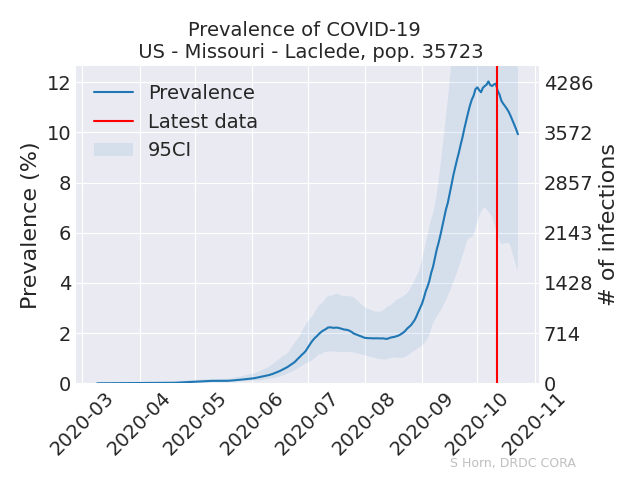 Prevalence of COVID-19
US - Missouri - Laclede, pop. 35723
Prevalence
Latest data
95CI
Prevalence (%)
12
10
8
6
4
2
0
4286
3572
2857
2143
1428
714
0
# of infections
2020-03
2020-04
2020-05
2020-06
2020-07
2020-08
2020-09
2020-10
2020-11
S Horn, DRDC CORA